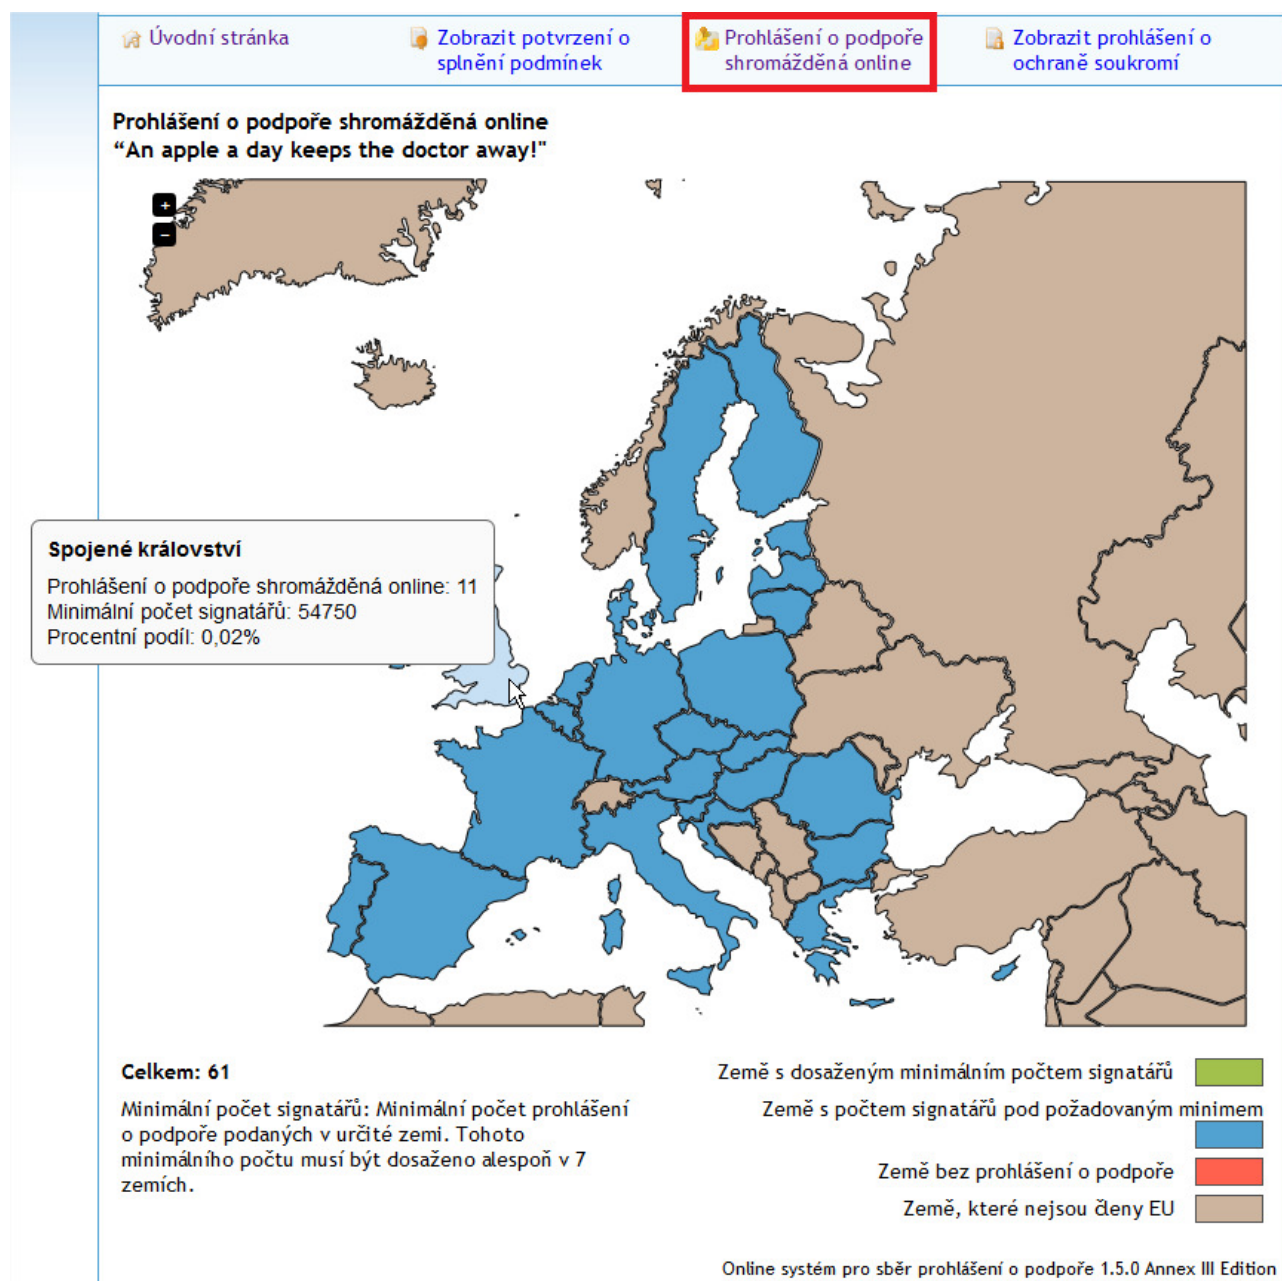 Úvodní stránka
Zobrazit potvrzení o
splnění podmínek
Prohlášení o podpoře
shromážděná online
Zobrazit prohlášení o
ochraně soukromí
Prohlášení o podpoře shromážděná online
“An apple a day keeps the doctor away!"
+
–
Spojené království
Prohlášení o podpoře shromážděná online: 11
Minimální počet signatářů: 54750
Procentní podíl: 0,02%
Celkem: 61
Minimální počet signatářů: Minimální počet prohlášení
o podpoře podaných v určité zemi. Tohoto
minimálního počtu musí být dosaženo alespoň v 7
zemích.
Země s dosaženým minimálním počtem signatářů
Země s počtem signatářů pod požadovaným minimem
Země bez prohlášení o podpoře
Země, které nejsou členy EU
Online systém pro sběr prohlášení o podpoře 1.5.0 Annex III Edition